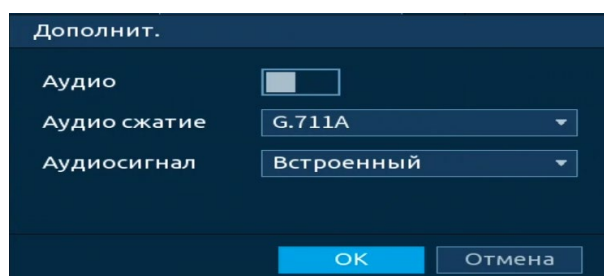 Дополнит.
Аудио
Аудио сжатие G.711A
Аудиосигнал Встроенный
OK Отмена